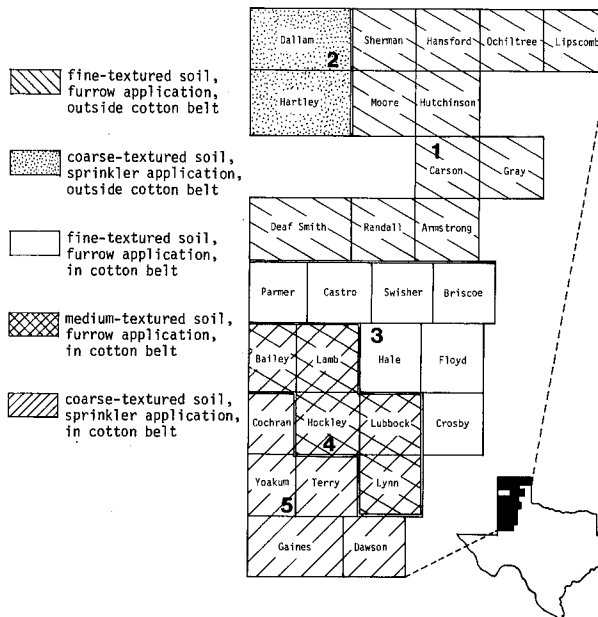 fine-textured soil,
furrow application,
outside cotton belt
coarse-textured soil,
sprinkler application,
outside cotton belt
fine-textured soil,
furrow application,
in cotton belt
medium-textured soil,
furrow application,
in cotton belt
coarse-textured soil,
sprinkler application,
in cotton belt
Dallam
2
Sherman
Hansford
Ochiltree
Lipscomb
Hartley
Moore
Hutchinson
1
Carson
Gray
Deaf Smith
Randall
Armstrong
Parmer
Castro
Swisher
Briscoe
3
Bailey
Lamb
Hale
Floyd
Cochran
Hockley
4
Lubbock
Crosby
Yoakum
5
Terry
Lynn
Gaines
Dawson